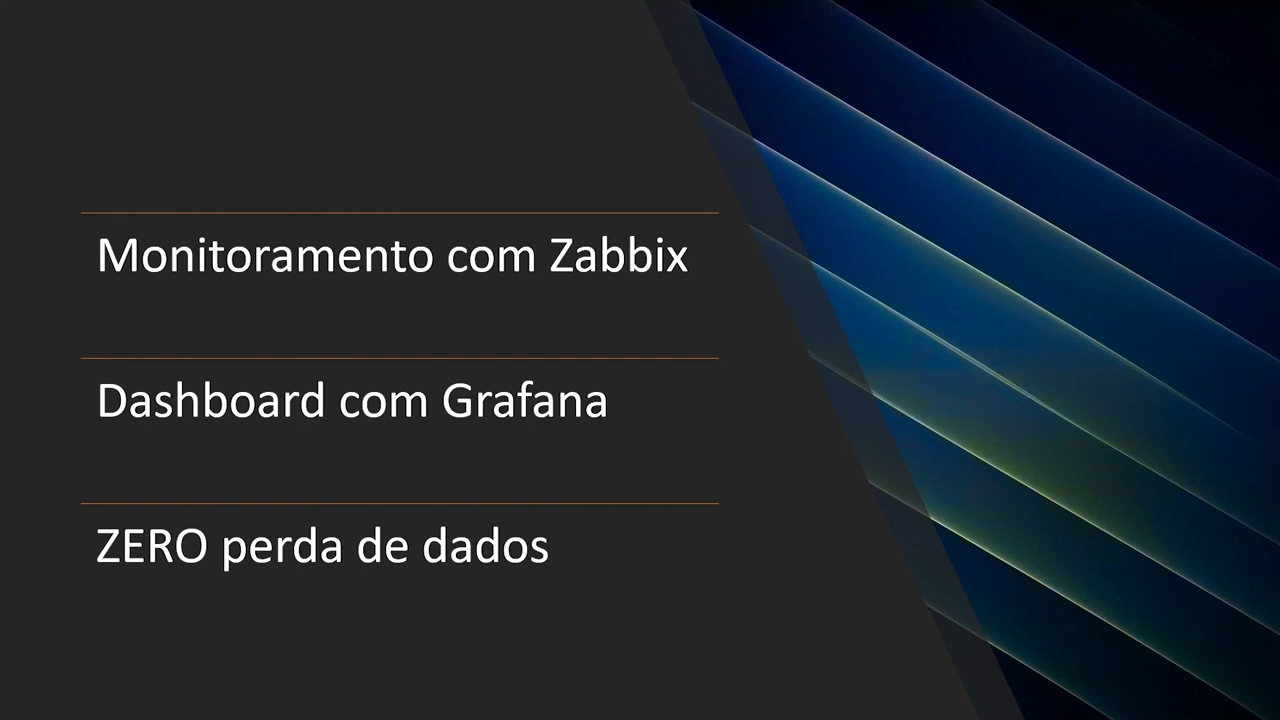 Monitoramento com Zabbix
Dashboard com Grafana
ZERO perda de dados